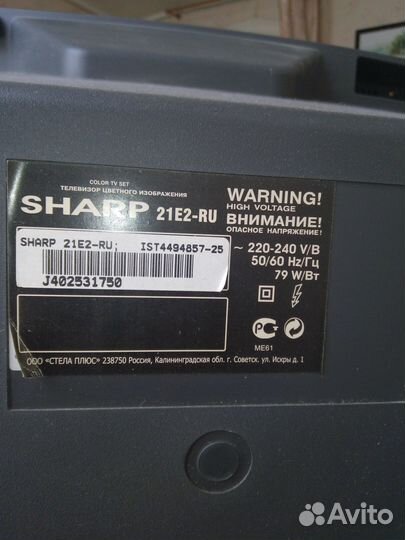 COLOR TV SET
ТЕЛЕВИЗОР ЦВЕТНОГО ИЗОБРАЖЕНИЯ
SHARP 21E2-RU
SHARP 21E2-RU; IST4494857-25
J402531750
WARNING!
HIGH VOLTAGE
ВНИМАНИЕ!
ОПАСНОЕ НАПРЯЖЕНИЕ!
~ 220-240 V/В
50/60 Hz/Гц
79 W/Вт
ME61
ООО «СТЕЛА ПЛЮС» 238750 Россия, Калининградская обл. г. Советск. ул. Искры д. 1
Avito